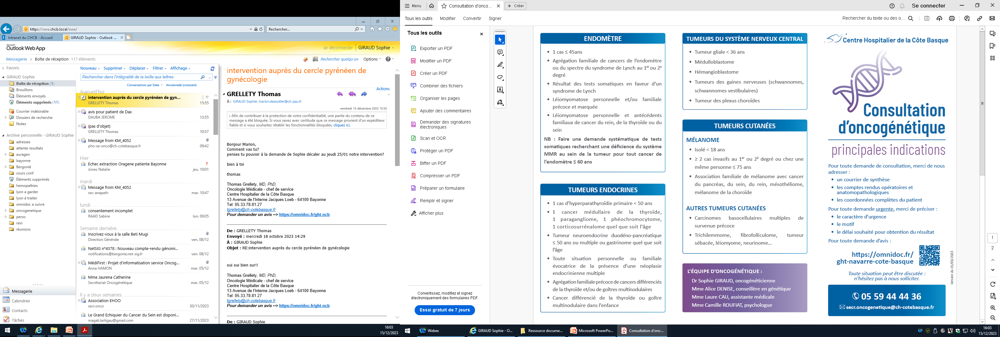 https://owa.chcb.local/owa/
Rechercher...
Intranet du CHCB - Accueil
GIRAUD Sophie - Outlook ...
Microsoft®
Outlook Web App
se déconnecter
GIRAUD Sophie
Messagerie > Boîte de réception 117 éléments
Rechercher quelqu'un
Options
Favoris
GIRAUD Sophie
Boîte de réception (1)
Brouillons
Éléments envoyés
Éléments supprimés (11)
Courrier indésirable
Dossiers de recherche
Notes
Archive personnelle - GIRAUD Sophie
adresses
attente resultats
auragen
bayonne
Bergonié
cours conf
Éléments supprimés
hemopathies
lyon a garder
lyon à traiter
omnidoc a suivre
oncogenetique
perso
rein
réunions
Messagerie
Calendrier
Contacts
Tâches
Nouveau Supprimer Déplacer Filtrer Affichage
Rechercher dans l'intégralité de la boîte aux lettres
Conversations par Date Ancienneté (croissant)
Aujourd'hui
intervention auprès du cercle pyrénéen de gyn...
GRELLETY Thomas 15:55
avis pour patient de Dax
DAUBA JEROME 13:55
(pas d'objet)
GRELLETY Thomas 10:57
Message from KM_4052
pho-se-onco@ch-cotebasque.fr 09:42
Hier
Echec extraction Oragene patiente Bayonne
Jones Natalie jeu. 10:01
mardi
Message from KM_4052
sec-anapath mar. 10:47
lundi
consentement incomplet
RAAD Sabine lun. 00:05
Semaine dernière
Inscrivez-vous à la salle Beti Mugi
Direction Générale ven. 08/12
NetSIG n°4378 : Nouveau compte-rendu génomi...
notifications@bergonie.net-sig.fr ven. 08/12
MédiFirst : Projet d'informatisation service Oncog...
Anna HAMON mar. 05/12
Mme Jaurena Catherine
Secrétariat Oncogénétique mar. 05/12
Il y a deux semaines
Association EHOO
secr.onco 30/11/2023
Le Grand Echiquier du Cancer du Sein est disponi...
magali.lartigau@gmail.com 27/11/2023
intervention auprès du cercle pyrénéen de
gynécologie
Actions
GRELLETY Thomas
À : GIRAUD Sophie; marion.desoutter@ch-pau.fr
vendredi 15 décembre 2023 15:55
- Afin de contribuer à la protection de votre confidentialité, une partie du contenu de ce
message a été bloquée. Si vous savez avec certitude que ce message provient d'un expéditeur
fiable et si vous souhaitez rétablir les fonctionnalités bloquées, cliquez ici.
Bonjour Marion,
Comment vas tu?
penses tu pouvoir à la demande de Sophie décaler au jeudi 25/01 notre intervention?
bien à toi
thomas
Thomas Grellety, MD, PhD,
Oncologie Médicale - chef de service
Centre Hospitalier de la Côte Basque
13 Avenue de l'Interne Jacques Loeb - 64100 Bayonne
Tel: 05.33.78.81.27
tgrellety@ch-cotebasque.fr
Pour demander un avis --> https://omnidoc.fr/ght-ncb
De : GRELLETY Thomas
Envoyé : mercredi 18 octobre 2023 14:29
À : GIRAUD Sophie
Objet : RE:intervention auprès du cercle pyrénéen de gynécologie
oui oui bien sur!!
Thomas Grellety, MD, PhD,
Oncologie Médicale - chef de service
Centre Hospitalier de la Côte Basque
13 Avenue de l'Interne Jacques Loeb - 64100 Bayonne
Tel: 05.33.78.81.27
tgrellety@ch-cotebasque.fr
Pour demander un avis --> https://omnidoc.fr/ght-ncb
De : GIRAUD Sophie
16:03
15/12/2023
Menu
Consultation d'onco...
Créer
Se connecter
Tous les outils Modifier Convertir Signer
Rechercher du texte ou des o...
Tous les outils
Exporter un PDF
Modifier un PDF
Créer un PDF
Combiner des fichiers
Organiser les pages
Ajouter des commentaires
Demander des signatures
électroniques
Scan et OCR
Protéger un PDF
Biffer un PDF
Compresser un PDF
Préparer un formulaire
Remplir et signer
Afficher plus
Convertissez, modifiez et signez
électroniquement des formulaires PDF.
Essai gratuit de 7 jours
ENDOMÈTRE
• 1 cas ≤ 45ans
• Agrégation familiale de cancers de l'endomètre
ou du spectre du syndrome de Lynch au 1er ou 2e
degré
• Résultat des tests somatiques en faveur d'un
syndrome de Lynch
• Léiomyomatose personnelle et/ou familiale
précoce et marquée
• Léiomyomatose personnelle et antécédents
familiaux de cancer du rein, de la thyroïde ou du
sein
NB : Faire une demande systématique de tests
somatiques recherchant une déficience du système
MMR au sein de la tumeur pour tout cancer de
l'endomètre ≤ 60 ans
TUMEURS ENDOCRINES
• 1 cas d'hyperparathyroïdie primaire < 50 ans
• 1 cancer médullaire de la thyroïde,
1 paragangliome, 1 phéochromocytome,
1 corticosurrénalome quel que soit l'âge
• Tumeur neuroendocrine duodéno-pancréatique
≤ 50 ans ou multiple ou gastrinome quel que soit
l'âge
• Toute situation personnelle ou familiale
évocatrice de la présence d'une néoplasie
endocrinienne multiple
• Agrégation familiale précoce de cancers différenciés
de la thyroïde et/ou de goîtres multinodulaires
• Cancer différencié de la thyroïde ou goître
multinodulaire dans l'enfance
TUMEURS DU SYSTÈME NERVEUX CENTRAL
• Tumeur gliale < 36 ans
• Médulloblastome
• Hémangioblastome
• Tumeurs des gaines nerveuses (schwannomes,
schwannomes vestibulaires)
• Tumeur des plexus choroïdes
TUMEURS CUTANÉES
MÉLANOME
• Isolé < 18 ans
• ≥ 2 cas invasifs au 1er ou 2è degré ou chez une
même personne ≤ 75 ans
• Association familiale de mélanome avec cancer
du pancréas, du sein, du rein, mésothéliome,
mélanome de la choroïde
AUTRES TUMEURS CUTANÉES
• Carcinomes basocellulaires multiples de
survenue précoce
• Trichilemmome, fibrofolliculome, tumeur
sébacée, léiomyome, neurinome...
L'ÉQUIPE D'ONCOGÉNÉTIQUE :
Dr Sophie GIRAUD, oncogénéticienne
Mme Alice DENISE, conseillère en génétique
Mme Laure CAU, assistante médicale
Mme Camille ROUFIAT, psychologue
Centre Hospitalier de la Côte Basque
Consultation
d'oncogénétique
principales indications
Pour toute demande de consultation, merci de nous
adresser :
• un courrier de synthèse
• les comptes rendus opératoires et
anatomopathologiques
• les coordonnées complètes du patient
Pour toute demande urgente, merci de préciser :
• le caractère d'urgence
• le motif
• le délai souhaité pour obtention du résultat
Pour toute demande d'avis :
https://omnidoc.fr/
ght-navarre-cote-basque
Toute situation peut être discutée :
n'hésitez pas à nous solliciter.
05 59 44 44 36
secr.oncogenetique@ch-cotebasque.fr
Version du 01/03/2023
1
2
Webex
GIRAUD Sophie - O...
Ressource docume...
Microsoft PowerPo...
Consultation d'onc...
16:03
15/12/2023